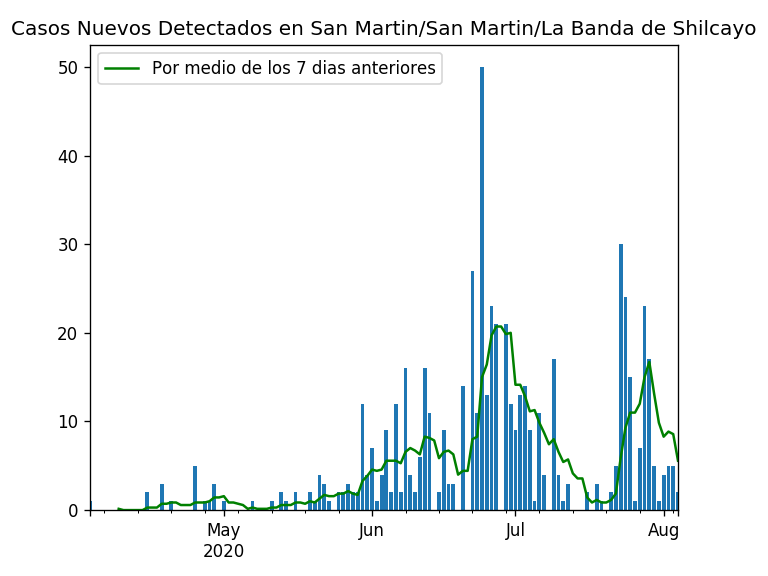 Casos Nuevos Detectados en San Martin/San Martin/La Banda de Shilcayo
Por medio de los 7 dias anteriores
50
40
30
20
10
0
May Jun Jul Aug
2020